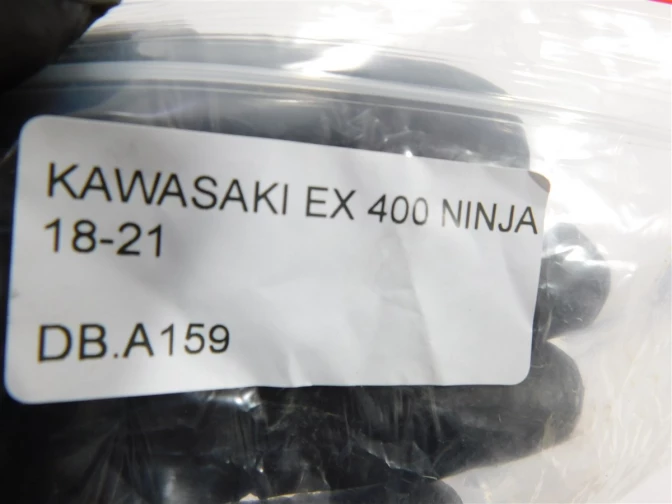 KAWASAKI EX 400 NINJA
18-21
DB.A159